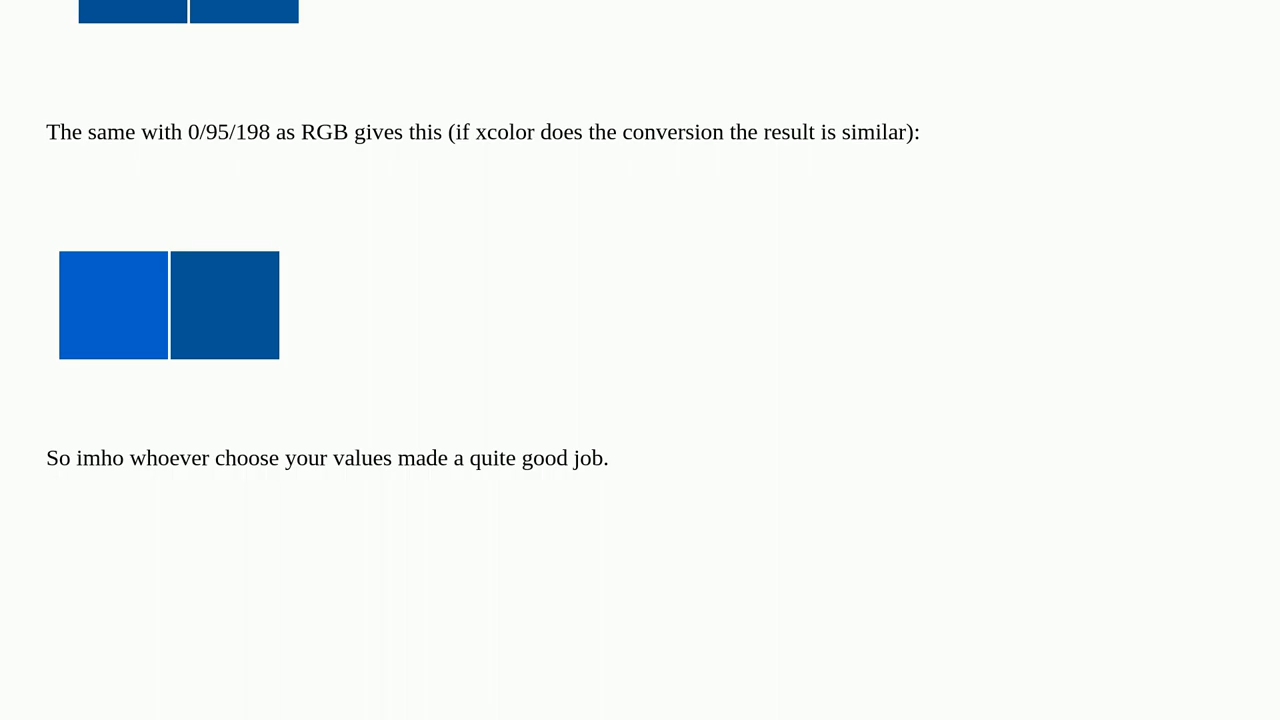 The same with 0/95/198 as RGB gives this (if xcolor does the conversion the result is similar):
So imho whoever choose your values made a quite good job.